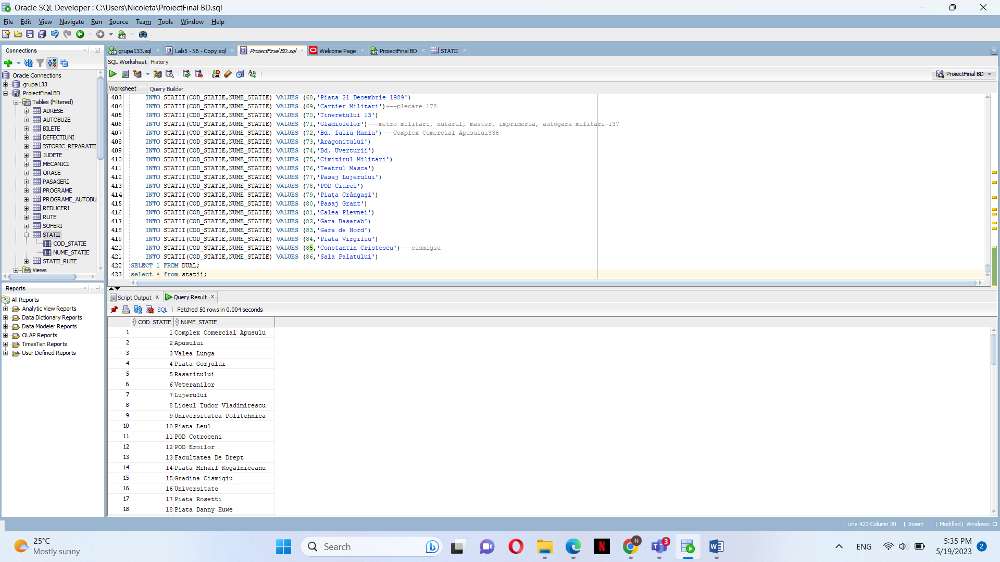 Oracle SQL Developer : C:\Users\Nicoleta\ProiectFinal BD.sql
File Edit View Navigate Run Source Team Tools Window Help
Connections
Oracle Connections
grupa133
ProiectFinal BD
Tables (Filtered)
ADRESE
AUTOBUZE
BILETE
DEFECTIUNI
ISTORIC_REPARATII
JUDETE
MECANICI
ORASE
PASAGERI
PROGRAME
PROGRAME_AUTOBU
REDUCERI
RUTE
SOFERI
STATII
COD_STATIE
NUME_STATIE
STATII_RUTE
Views
Reports
All Reports
Analytic View Reports
Data Dictionary Reports
Data Modeler Reports
OLAP Reports
TimesTen Reports
User Defined Reports
grupa133.sql Lab5 - S6 - Copy.sql ProiectFinal BD.sql Welcome Page ProiectFinal BD STATII
SQL Worksheet History
ProiectFinal BD
Worksheet Query Builder
403 INTO STATII(COD_STATIE,NUME_STATIE) VALUES (68,'Piata 21 Decembrie 1989')
404 INTO STATII(COD_STATIE,NUME_STATIE) VALUES (69,'Cartier Militari')---plecare 178
405 INTO STATII(COD_STATIE,NUME_STATIE) VALUES (70,'Tineretului 13')
406 INTO STATII(COD_STATIE,NUME_STATIE) VALUES (71,'Gladiolelor')---metro militari, nufarul, master, imprimeria, autogara militari-137
407 INTO STATII(COD_STATIE,NUME_STATIE) VALUES (72,'Bd. Iuliu Maniu')---Complex Comercial Apusului336
408 INTO STATII(COD_STATIE,NUME_STATIE) VALUES (73,'Aragonitului')
409 INTO STATII(COD_STATIE,NUME_STATIE) VALUES (74,'Bd. Uverturii')
410 INTO STATII(COD_STATIE,NUME_STATIE) VALUES (75,'Cimitirul Militari')
411 INTO STATII(COD_STATIE,NUME_STATIE) VALUES (76,'Teatrul Masca')
412 INTO STATII(COD_STATIE,NUME_STATIE) VALUES (77,'Pasaj Lujerului')
413 INTO STATII(COD_STATIE,NUME_STATIE) VALUES (78,'POD Ciurel')
414 INTO STATII(COD_STATIE,NUME_STATIE) VALUES (79,'Piața Crângași')
415 INTO STATII(COD_STATIE,NUME_STATIE) VALUES (80,'Pasaj Grant')
416 INTO STATII(COD_STATIE,NUME_STATIE) VALUES (81,'Calea Plevnei')
417 INTO STATII(COD_STATIE,NUME_STATIE) VALUES (82,'Gara Basarab')
418 INTO STATII(COD_STATIE,NUME_STATIE) VALUES (83,'Gara de Nord')
419 INTO STATII(COD_STATIE,NUME_STATIE) VALUES (84,'Piata Virgiliu')
420 INTO STATII(COD_STATIE,NUME_STATIE) VALUES (85,'Constantin Cristescu')---cismigiu
421 INTO STATII(COD_STATIE,NUME_STATIE) VALUES (86,'Sala Palatului')
422 SELECT 1 FROM DUAL;
423 select * from statii;
Script Output Query Result
SQL Fetched 50 rows in 0.004 seconds
COD_STATIE NUME_STATIE
1 1 Complex Comercial Apusulu
2 2 Apusului
3 3 Valea Lunga
4 4 Piata Gorjului
5 5 Rasaritului
6 6 Veteranilor
7 7 Lujerului
8 8 Liceul Tudor Vladimirescu
9 9 Universitatea Politehnica
10 10 Piata Leul
11 11 POD Cotroceni
12 12 POD Eroilor
13 13 Facultatea De Drept
14 14 Piata Mihail Kogalniceanu
15 15 Gradina Cismigiu
16 16 Universitate
17 17 Piata Rosetti
18 18 Piata Danny Huwe
Line 423 Column 20 Insert Modified Windows: CF
25°C
Mostly sunny
Search
N
3
ENG
5:35 PM
5/19/2023
2